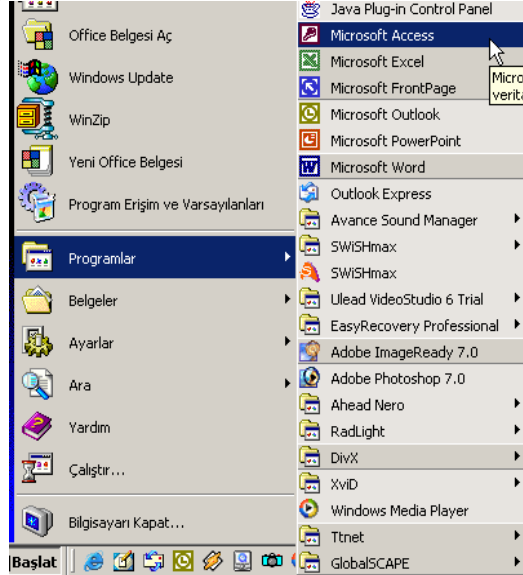 Office Belgesi Aç
Windows Update
WinZip
Yeni Office Belgesi
Program Erişim ve Varsayılanları
Programlar
Belgeler
Ayarlar
Ara
Yardım
Çalıştır...
Bilgisayarı Kapat...
Başlat
Java Plug-in Control Panel
Microsoft Access
Microsoft Excel
Microsoft FrontPage
Microsoft Outlook
Microsoft PowerPoint
Microsoft Word
Outlook Express
Avance Sound Manager
SWiSHmax
SWiSHmax
Ulead VideoStudio 6 Trial
EasyRecovery Professional
Adobe ImageReady 7.0
Adobe Photoshop 7.0
Ahead Nero
RadLight
DivX
XviD
Windows Media Player
Ttnet
GlobalSCAPE
Micro
verita